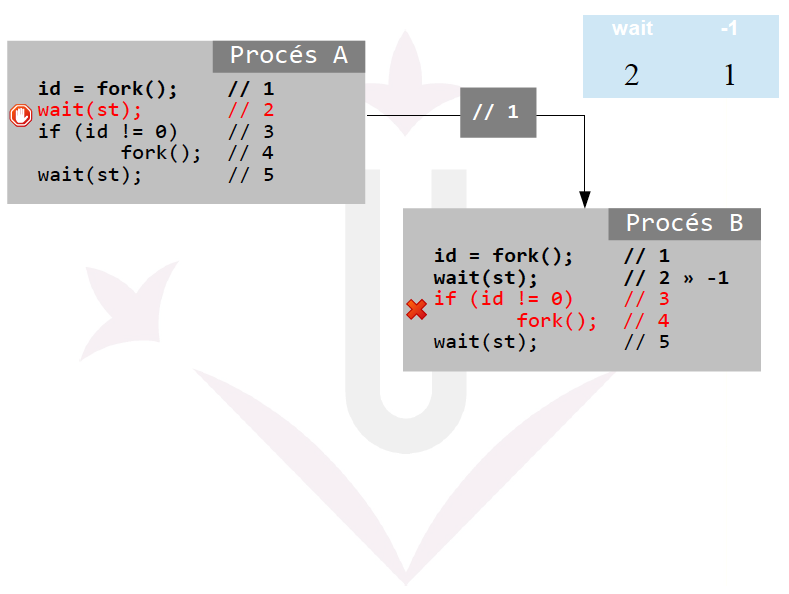 wait -1
2 1
Procés A
id = fork(); // 1
wait(st); // 2
if (id != 0) // 3
fork(); // 4
wait(st); // 5
// 1
Procés B
id = fork(); // 1
wait(st); // 2 » -1
if (id != 0) // 3
fork(); // 4
wait(st); // 5